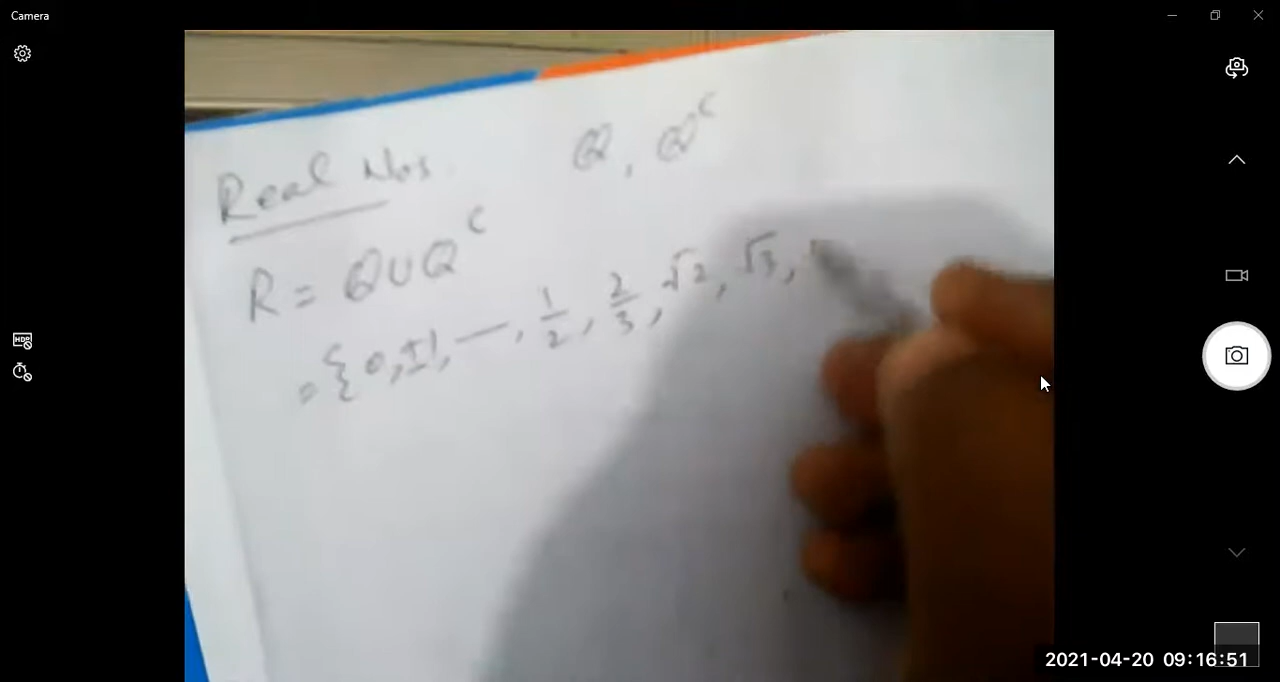 Camera
Real Nos. Q, Q^c
R = Q∪Q^c
= { 0, ±1, —, 1/2, 2/3, √2, √3,
2021-04-20 09:16:51